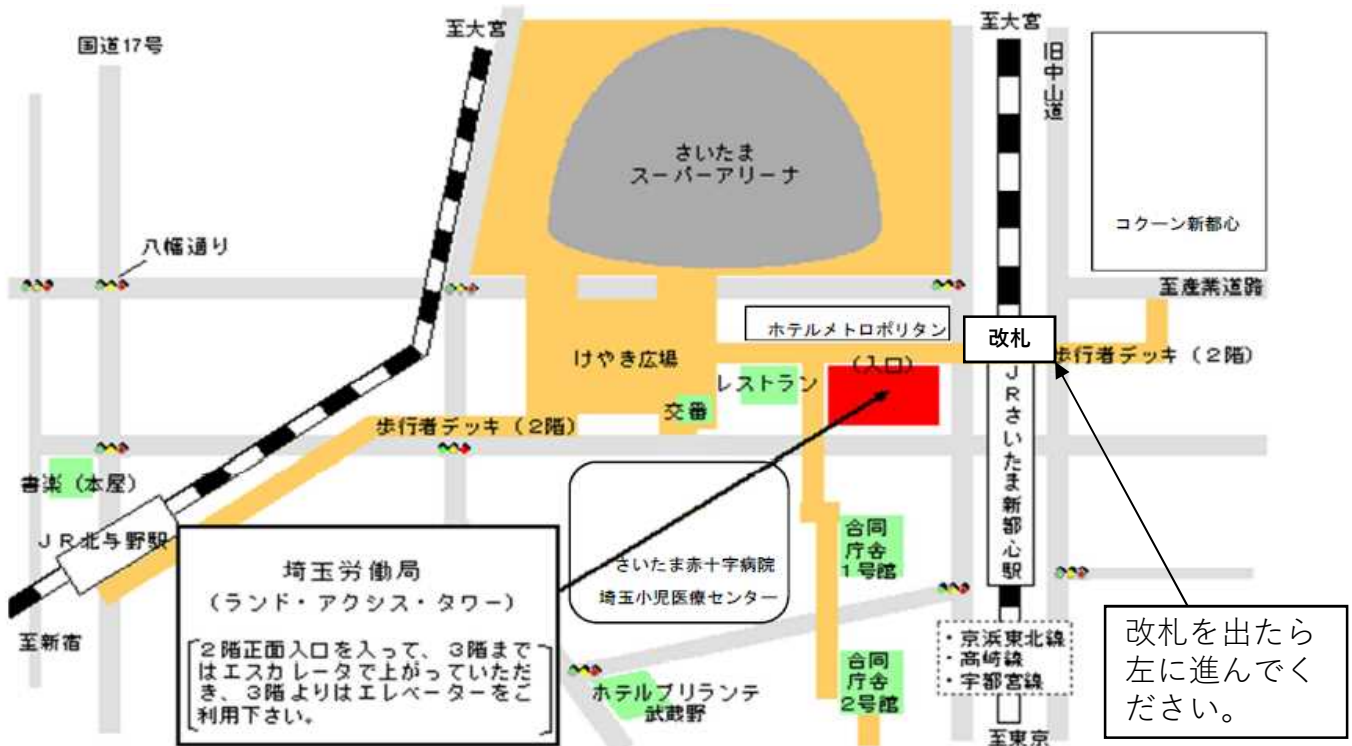 国道17号
至大宮
至大宮
旧中山道
さいたま
スーパーアリーナ
コクーン新都心
八幡通り
至産業道路
ホテルメトロポリタン
改札
けやき広場
(入口)
歩行者デッキ(2階)
レストラン
交番
歩行者デッキ(2階)
JRさいたま新都心駅
書楽(本屋)
JR北与野駅
合同
庁舎
1号館
さいたま赤十字病院
埼玉小児医療センター
埼玉労働局
(ランド・アクシス・タワー)
2階正面入口を入って、3階まで
はエスカレータで上がっていただ
き、3階よりはエレベーターをご
利用下さい。
至新宿
・京浜東北線
・高崎線
・宇都宮線
改札を出たら
左に進んでく
ださい。
合同
庁舎
2号館
ホテルブリランテ
武蔵野
至東京